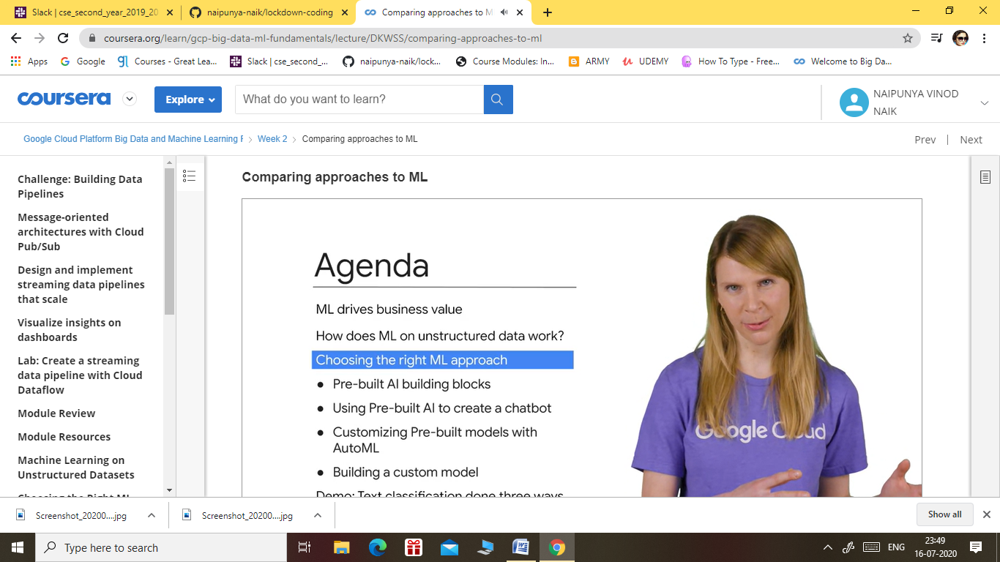 Slack | cse_second_year_2019_20
naipunya-naik/lockdown-coding
Comparing approaches to M
coursera.org/learn/gcp-big-data-ml-fundamentals/lecture/DKWSS/comparing-approaches-to-ml
Apps
Google
Courses - Great Lea...
Slack | cse_second_...
naipunya-naik/lock...
Course Modules: In...
ARMY
UDEMY
How To Type - Free...
Welcome to Big Da...
coursera
Explore
What do you want to learn?
NAIPUNYA VINOD
NAIK
Google Cloud Platform Big Data and Machine Learning F
Week 2
Comparing approaches to ML
Prev | Next
Challenge: Building Data
Pipelines
Message-oriented
architectures with Cloud
Pub/Sub
Design and implement
streaming data pipelines
that scale
Visualize insights on
dashboards
Lab: Create a streaming
data pipeline with Cloud
Dataflow
Module Review
Module Resources
Machine Learning on
Unstructured Datasets
Choosing the Right ML
Comparing approaches to ML
Agenda
ML drives business value
How does ML on unstructured data work?
Choosing the right ML approach
● Pre-built AI building blocks
● Using Pre-built AI to create a chatbot
● Customizing Pre-built models with
AutoML
● Building a custom model
Demo: Text classification done three ways
Google Cloud
Screenshot_20200....jpg
Screenshot_20200....jpg
Show all
Type here to search
ENG
23:49
16-07-2020